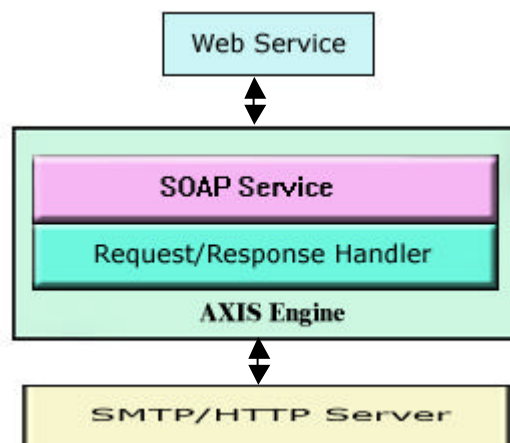 Web Service
SOAP Service
Request/Response Handler
AXIS Engine
SMTP/HTTP Server